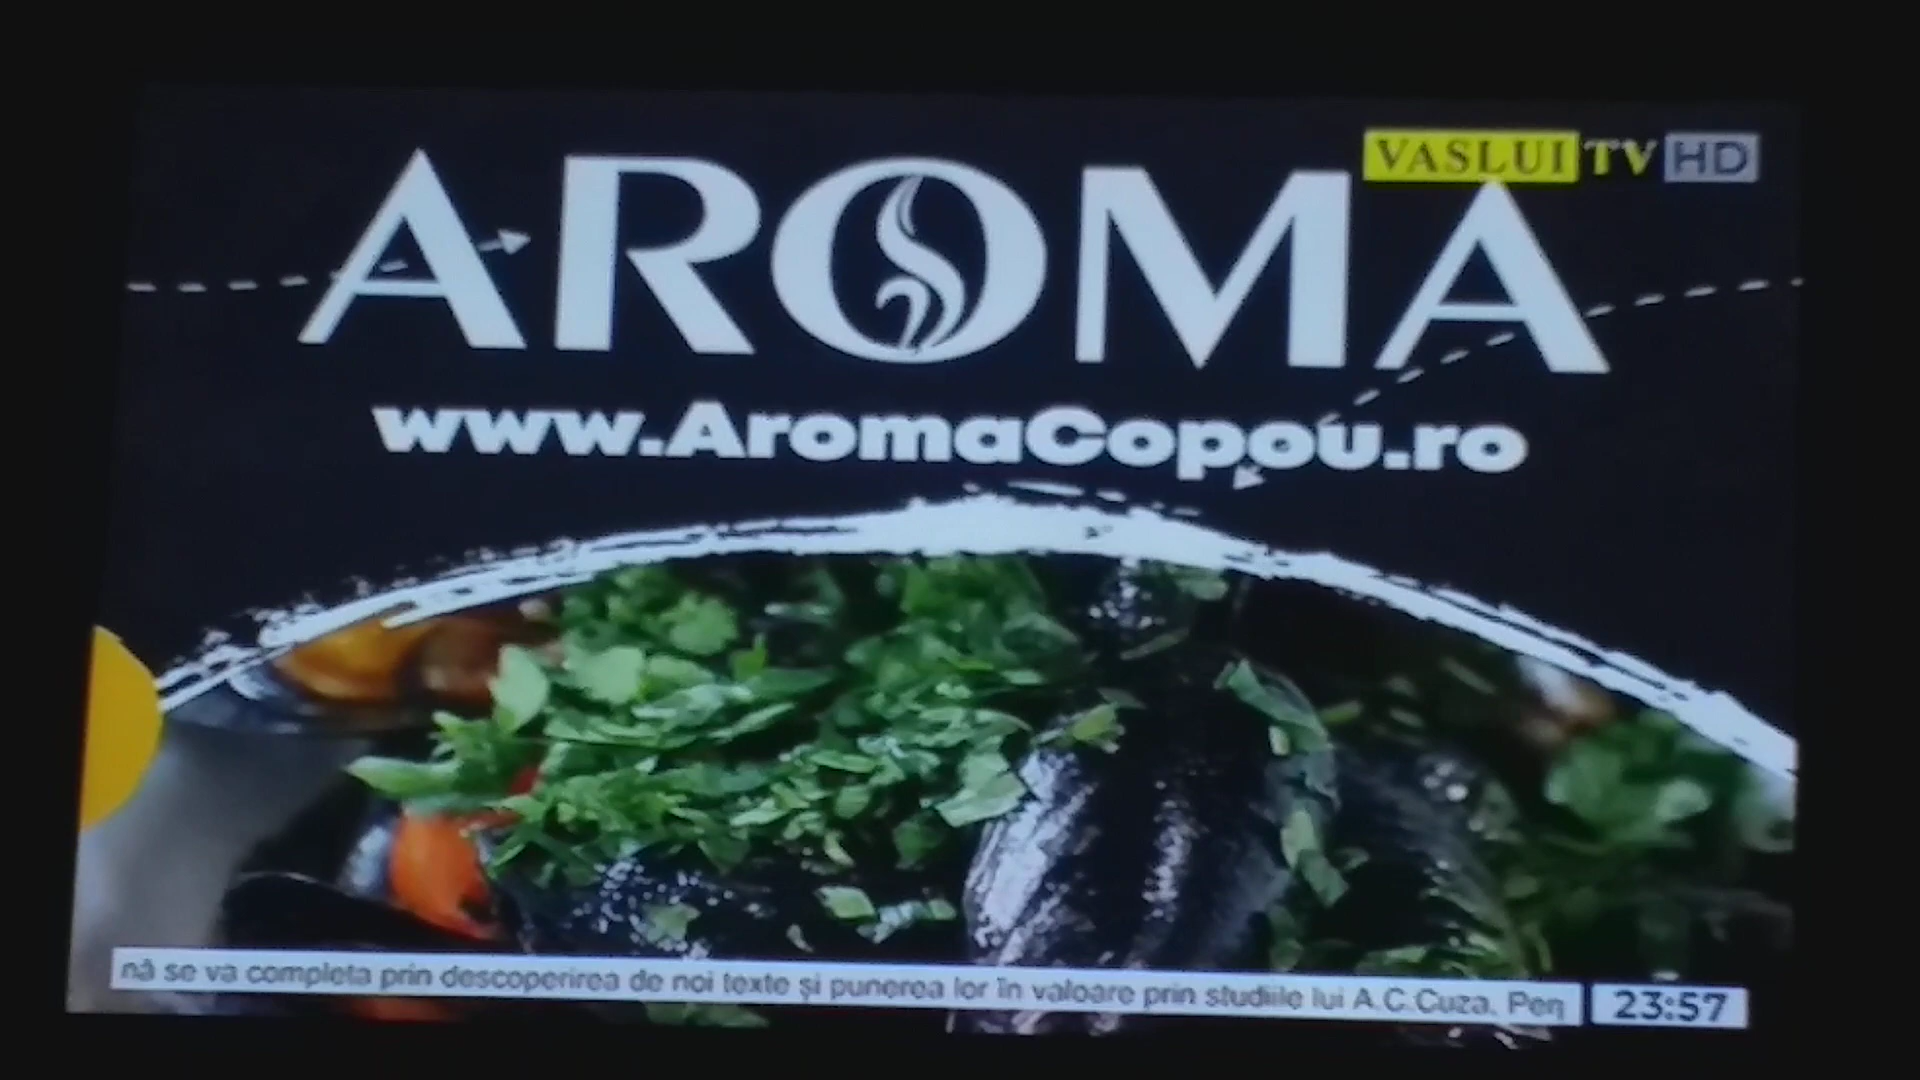 VASLUI TV HD
AROMA
www.AromaCopou.ro
nă se va completa prin descoperirea de noi texte și punerea lor în valoare prin studiile lui A.C.Cuza. Pen
23:57